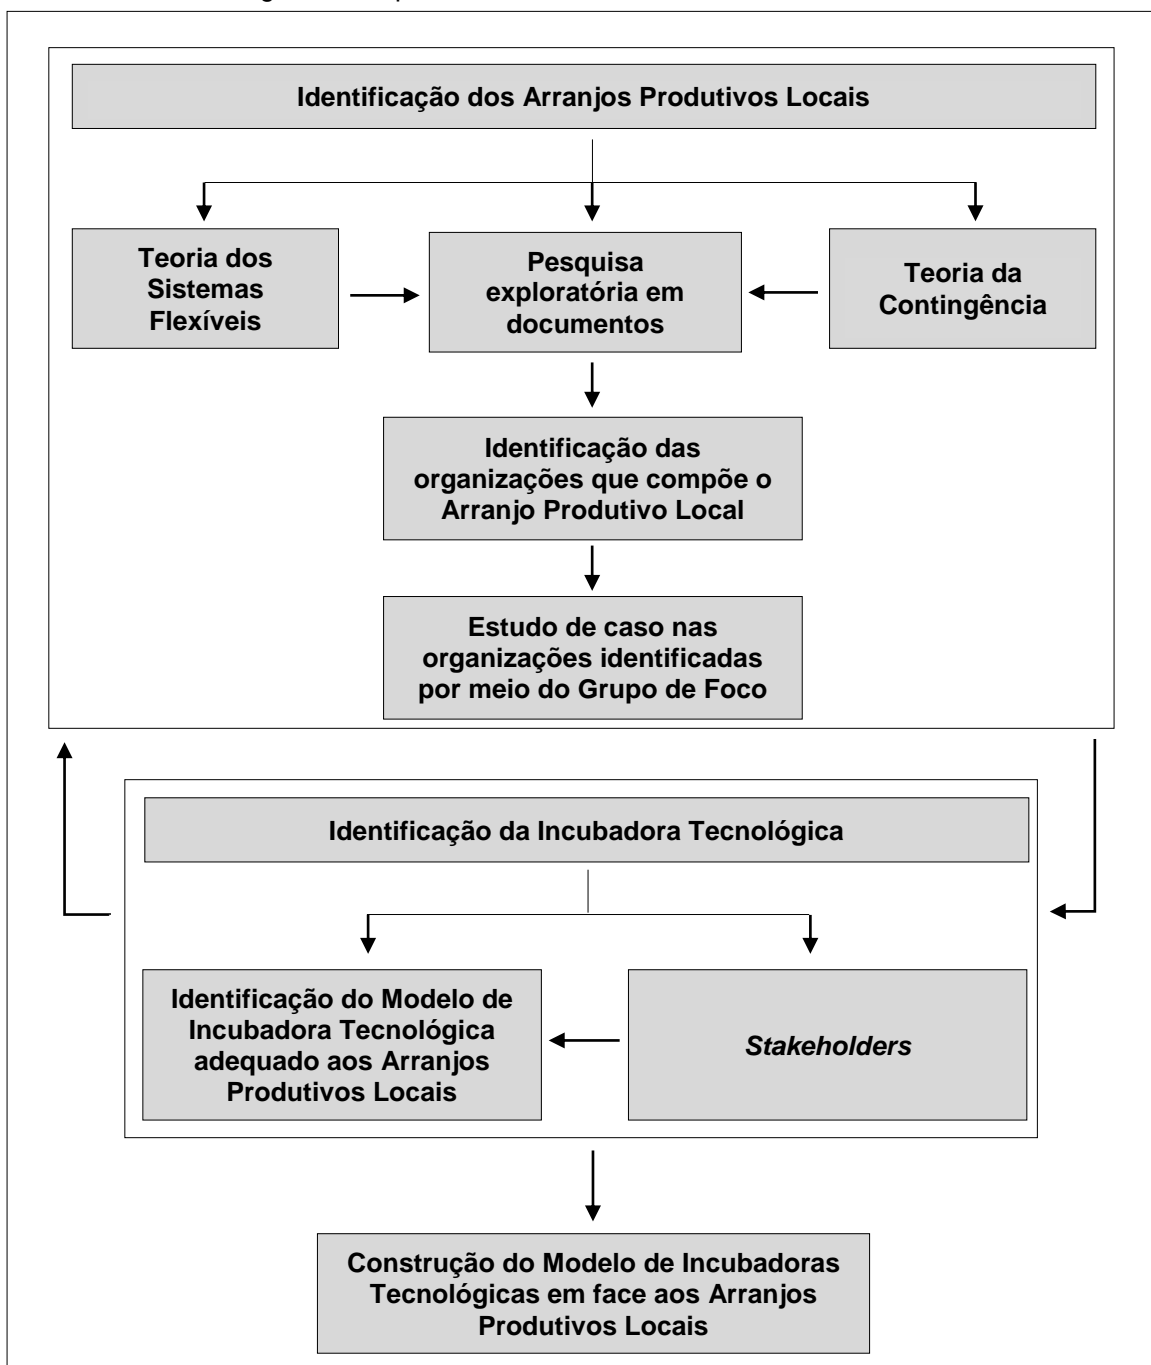 Identificação dos Arranjos Produtivos Locais
Teoria dos
Sistemas
Flexíveis
Pesquisa
exploratória em
documentos
Teoria da
Contingência
Identificação das
organizações que compõe o
Arranjo Produtivo Local
Estudo de caso nas
organizações identificadas
por meio do Grupo de Foco
Identificação da Incubadora Tecnológica
Identificação do Modelo de
Incubadora Tecnológica
adequado aos Arranjos
Produtivos Locais
Stakeholders
Construção do Modelo de Incubadoras
Tecnológicas em face aos Arranjos
Produtivos Locais